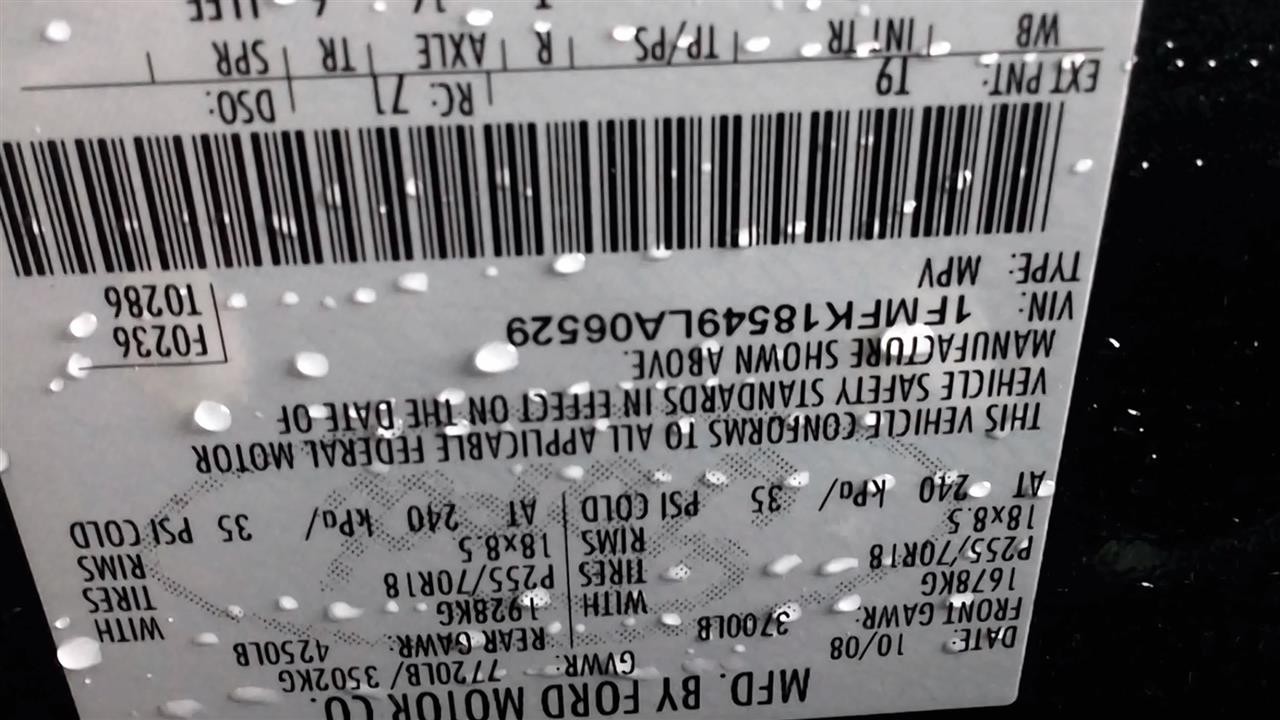 MFD. BY FORD MOTOR CO.
DATE: 10/08 GVWR: 7720LB/ 3502KG
FRONT GAWR: 3700LB REAR GAWR: 4250LB
1678KG WITH 1928KG WITH
P255/70R18 TIRES P255/70R18 TIRES
18x8.5 RIMS 18x8.5 RIMS
AT 240 kPa/ 35 PSI COLD AT 240 kPa/ 35 PSI COLD
THIS VEHICLE CONFORMS TO ALL APPLICABLE FEDERAL MOTOR
VEHICLE SAFETY STANDARDS IN EFFECT ON THE DATE OF
MANUFACTURE SHOWN ABOVE.
VIN: 1FMFK18549LA06529 F0236
TYPE: MPV T0286
EXT PNT: T9 RC: 71 DSO:
WB INT TR TP/PS R AXLE TR SPR